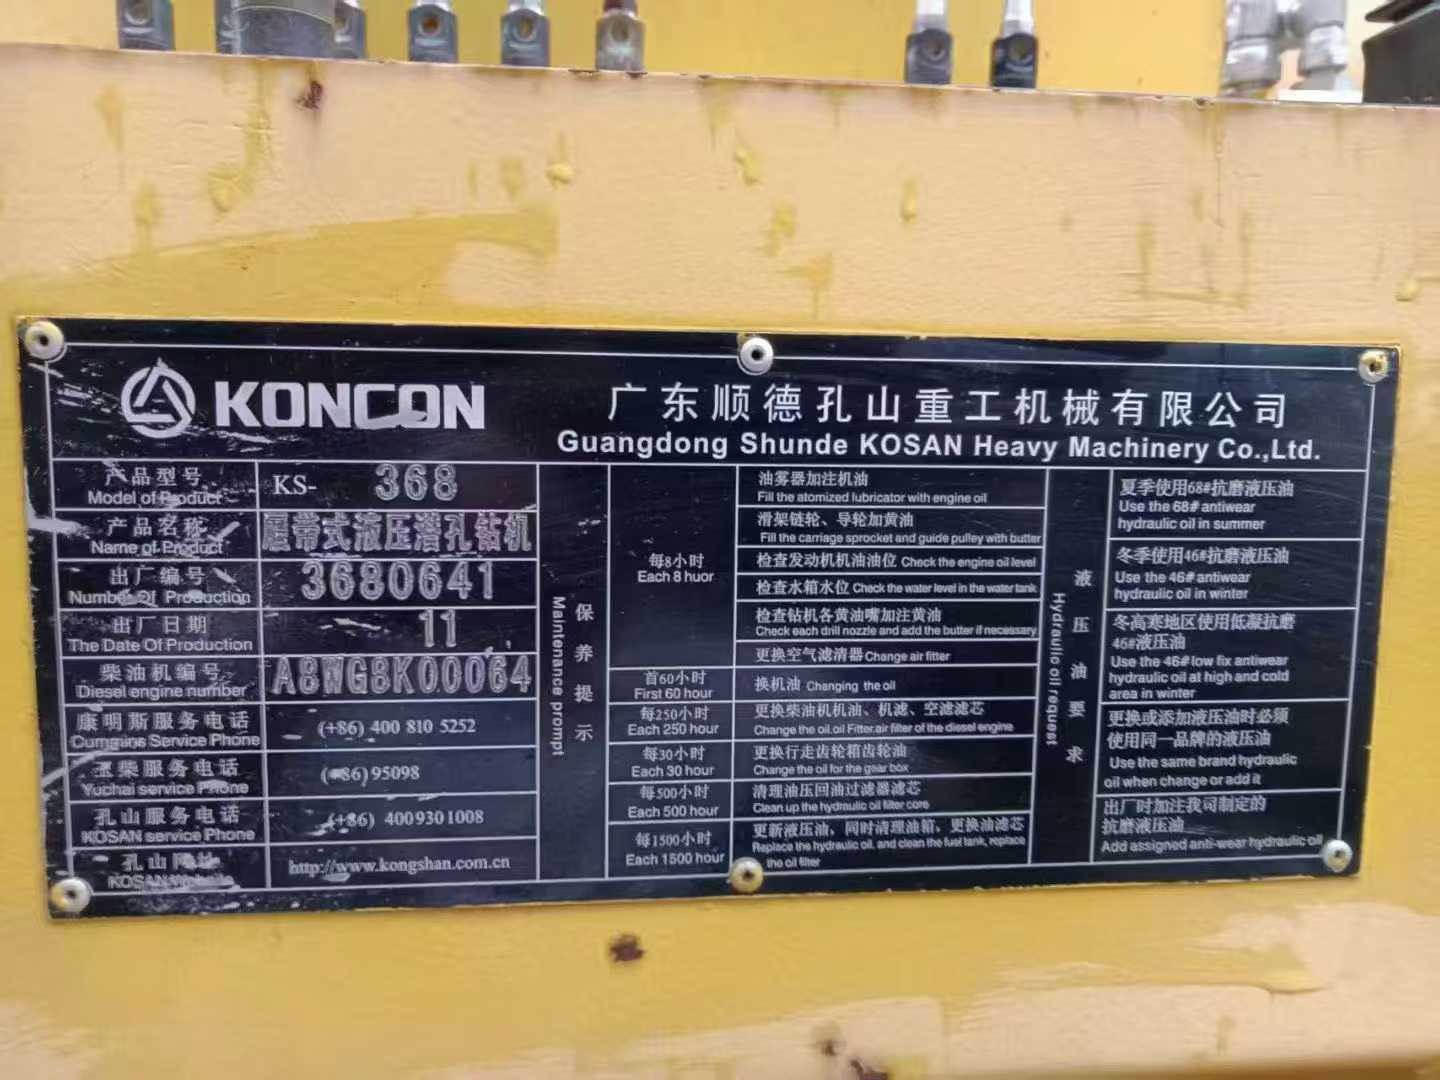 KONCON
广东顺德孔山重工机械有限公司
Guangdong Shunde KOSAN Heavy Machinery Co.,Ltd.
产品型号
Model of Product
KS- 368
产品名称
Name of Product
履带式液压潜孔钻机
出厂编号
Number Of Production
3680641
出厂日期
The Date Of Production
11
柴油机编号
Diesel engine number
A8WG8K00064
康明斯服务电话
Cummins Service Phone
(+86) 400 810 5252
玉柴服务电话
Yuchai service Phone
(+86) 95098
孔山服务电话
KOSAN service Phone
(+86) 4009301008
孔山网址
KOSAN Website
http://www.kongshan.com.cn
保养提示
Maintenance prompt
每8小时
Each 8 huor
油雾器加注机油
Fill the atomized lubricator with engine oil
滑架链轮、导轮加黄油
Fill the carriage sprocket and guide pulley with butter
检查发动机机油油位 Check the engine oil level
检查水箱水位 Check the water level in the water tank
检查钻机各黄油嘴加注黄油
Check each drill nozzle and add the butter if necessary
更换空气滤清器 Change air filter
首60小时
First 60 hour
换机油 Changing the oil
每250小时
Each 250 hour
更换柴油机机油、机滤、空滤滤芯
Change the oil.oil Fitter.air filter of the diesel engine
每30小时
Each 30 hour
更换行走齿轮箱齿轮油
Change the oil for the gear box
每500小时
Each 500 hour
清理油压回油过滤器滤芯
Clean up the hydraulic oil filter core
每1500小时
Each 1500 hour
更新液压油，同时清理油箱，更换油滤芯
Replace the hydraulic oil, and clean the fuel tank, replace
the oil filter
液压油要求
Hydraulic oil request
夏季使用68#抗磨液压油
Use the 68# antiwear
hydraulic oil in summer
冬季使用46#抗磨液压油
Use the 46# antiwear
hydraulic oil in winter
冬高寒地区使用低凝抗磨
46#液压油
Use the 46# low fix antiwear
hydraulic oil at high and cold
area in winter
更换或添加液压油时必须
使用同一品牌的液压油
Use the same brand hydraulic
oil when change or add it
出厂时加注我司制定的
抗磨液压油
Add assigned anti-wear hydraulic oil